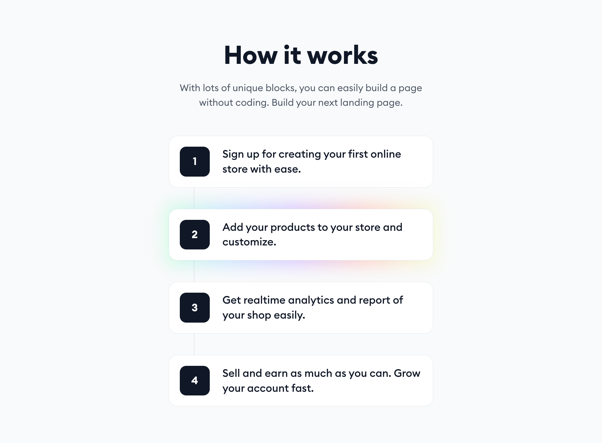 How it works
With lots of unique blocks, you can easily build a page
without coding. Build your next landing page.
1
Sign up for creating your first online
store with ease.
2
Add your products to your store and
customize.
3
Get realtime analytics and report of
your shop easily.
4
Sell and earn as much as you can. Grow
your account fast.